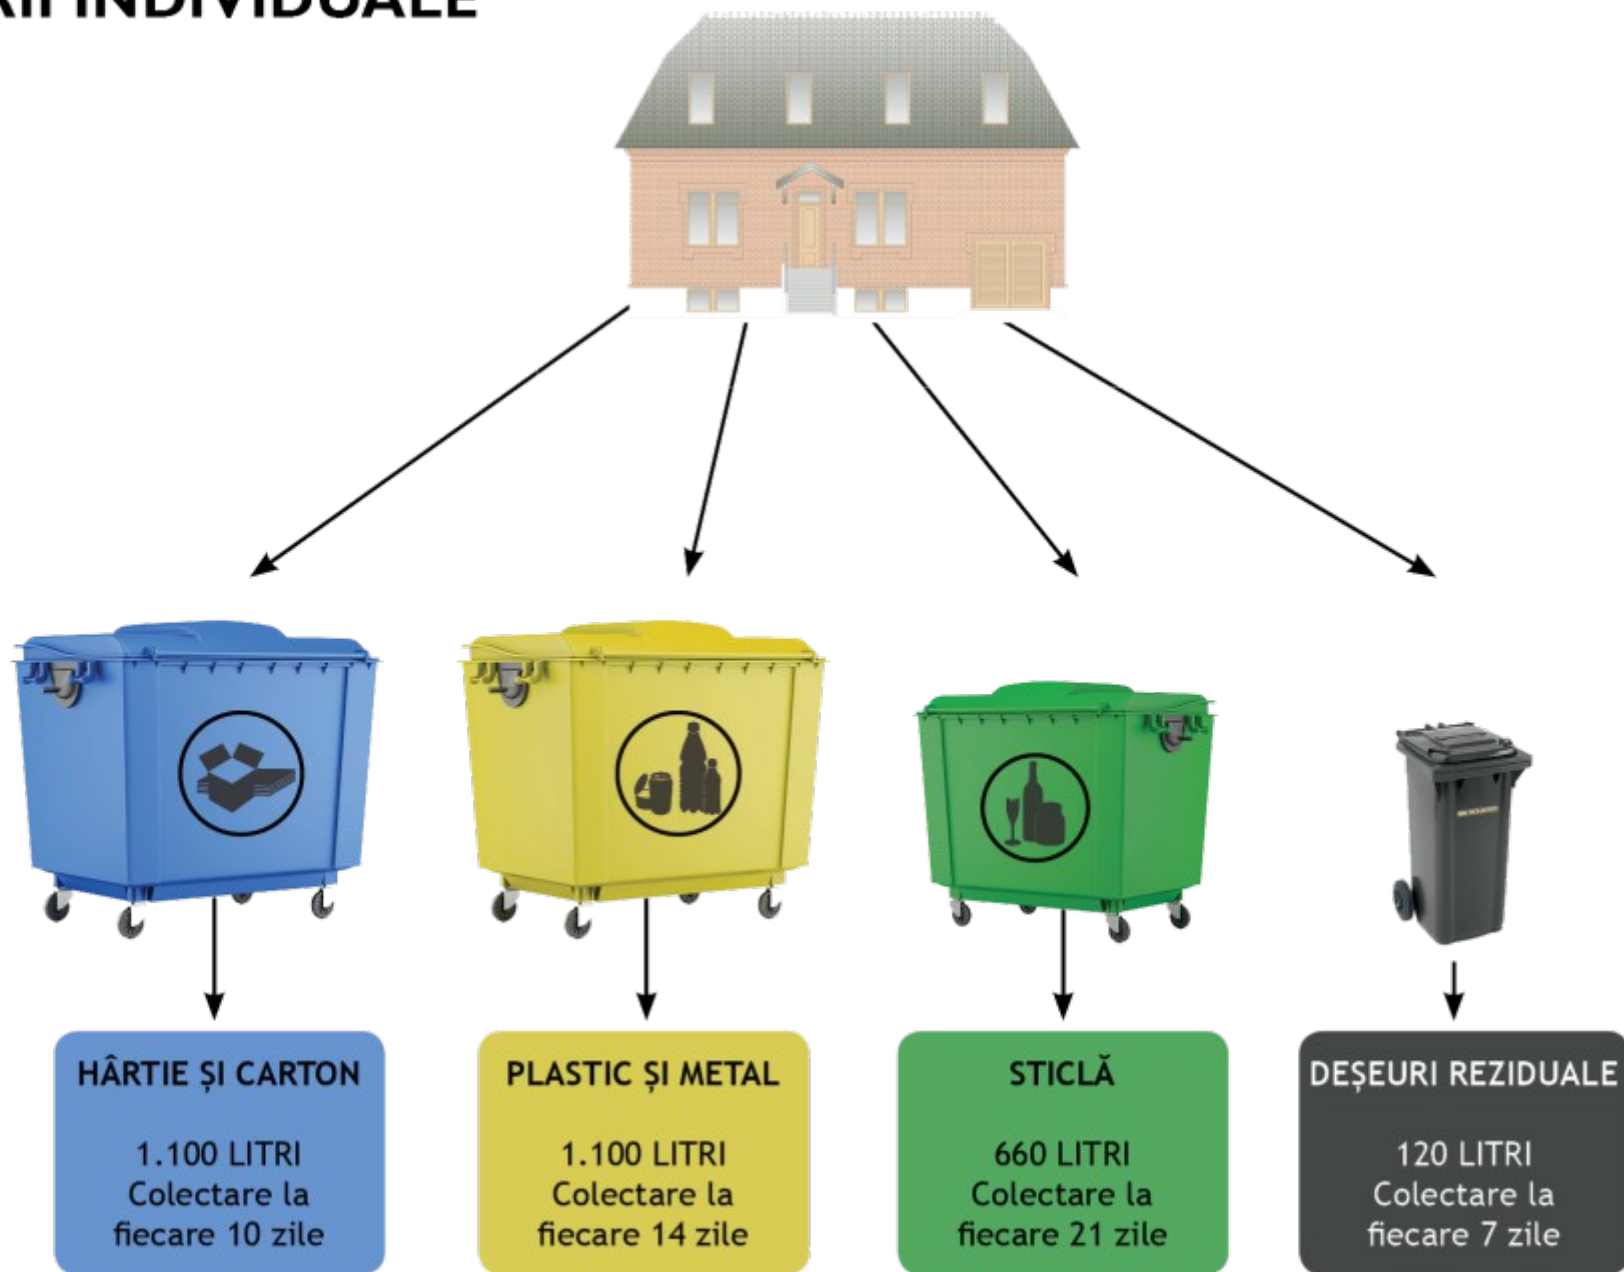 INDIVIDUALE
HÂRTIE ȘI CARTON
1.100 LITRI
Colectare la
fiecare 10 zile
PLASTIC ȘI METAL
1.100 LITRI
Colectare la
fiecare 14 zile
STICLĂ
660 LITRI
Colectare la
fiecare 21 zile
DEȘEURI REZIDUALE
120 LITRI
Colectare la
fiecare 7 zile